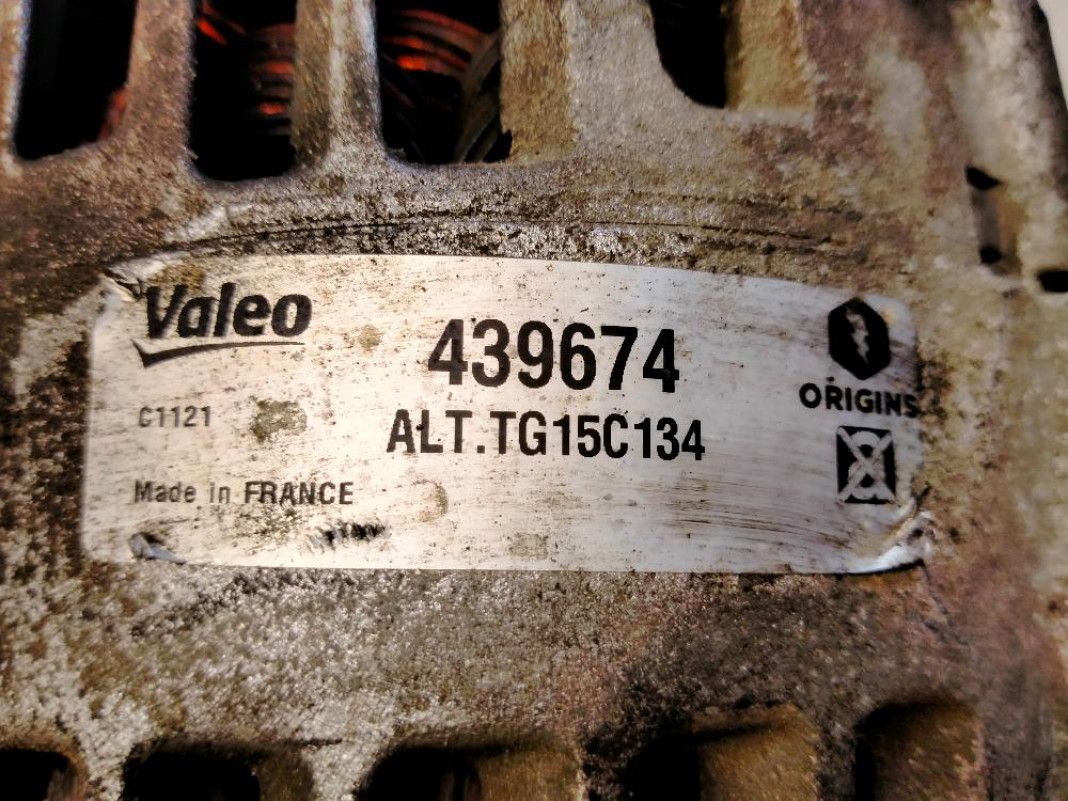 Valeo
439674
ORIGINS
C1121
ALT.TG15C134
Made in FRANCE